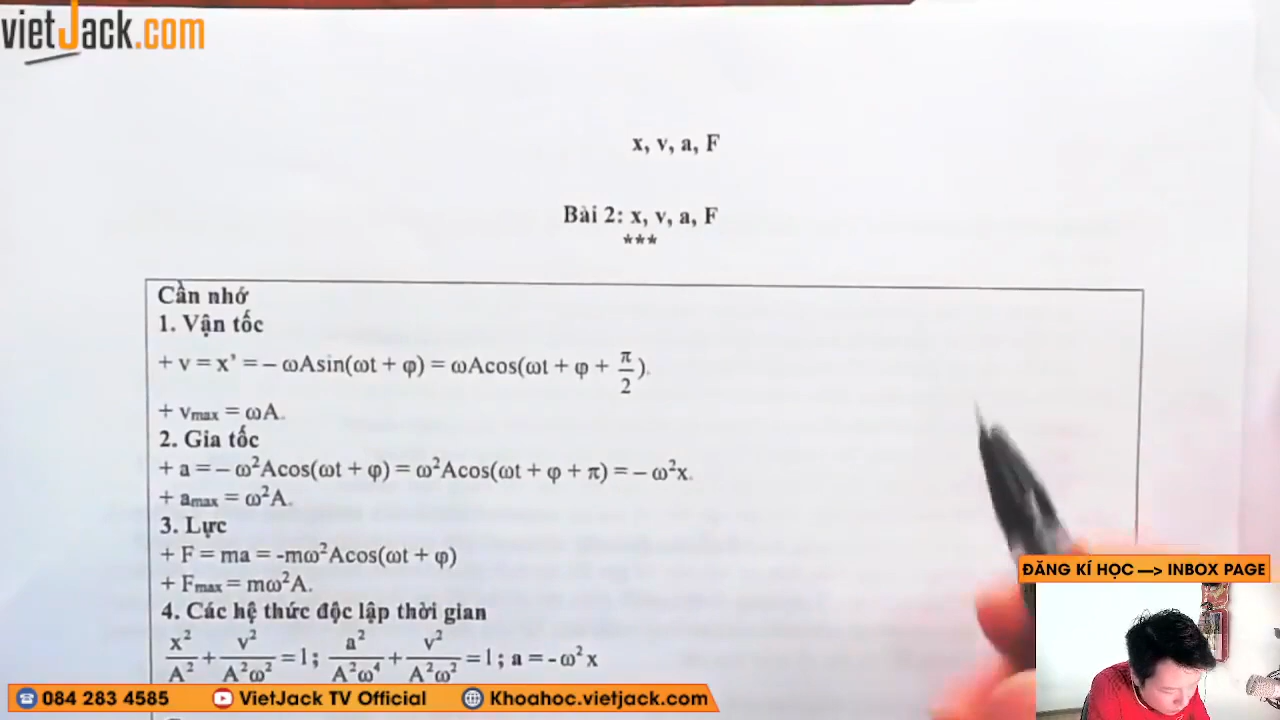 vietJack.com
x, v, a, F
Bài 2: x, v, a, F
***
Cần nhớ
1. Vận tốc
+ v = x' = – ωAsin(ωt + φ) = ωAcos(ωt + φ + π/2).
+ vmax = ωA.
2. Gia tốc
+ a = – ω²Acos(ωt + φ) = ω²Acos(ωt + φ + π) = – ω²x.
+ amax = ω²A.
3. Lực
+ F = ma = -mω²Acos(ωt + φ)
+ Fmax = mω²A.
4. Các hệ thức độc lập thời gian
x²/A² + v²/A²ω² = 1; a²/A²ω⁴ + v²/A²ω² = 1; a = -ω²x
ĐĂNG KÍ HỌC —> INBOX PAGE
084 283 4585 VietJack TV Official Khoahoc.vietjack.com